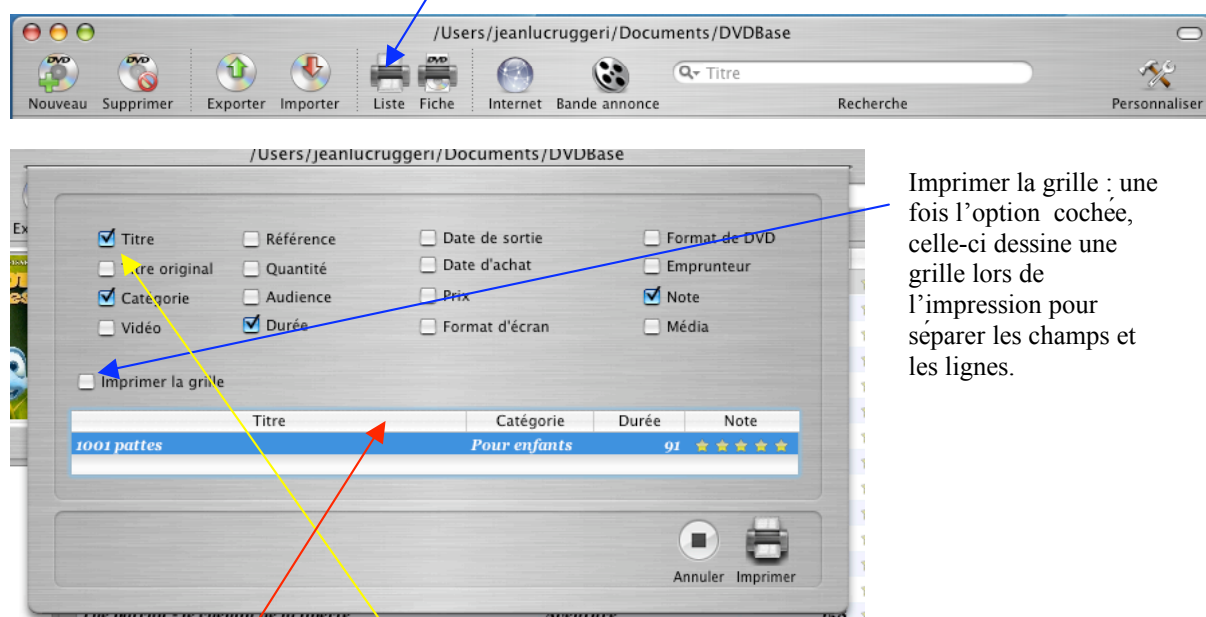 /Users/jeanlucruggeri/Documents/DVDBase
DVD DVD DVD
Titre
Nouveau Supprimer Exporter Importer Liste Fiche Internet Bande annonce Recherche Personnaliser
/Users/jeanlucruggeri/Documents/DVDBase
Ex
Titre Référence Date de sortie Format de DVD
Titre original Quantité Date d'achat Emprunteur
Catégorie Audience Prix Note
Vidéo Durée Format d'écran Média
Imprimer la grille
Titre Catégorie Durée Note
1001 pattes Pour enfants 91
Annuler Imprimer
Imprimer la grille : une
fois l’option cochée,
celle-ci dessine une
grille lors de
l’impression pour
séparer les champs et
les lignes.